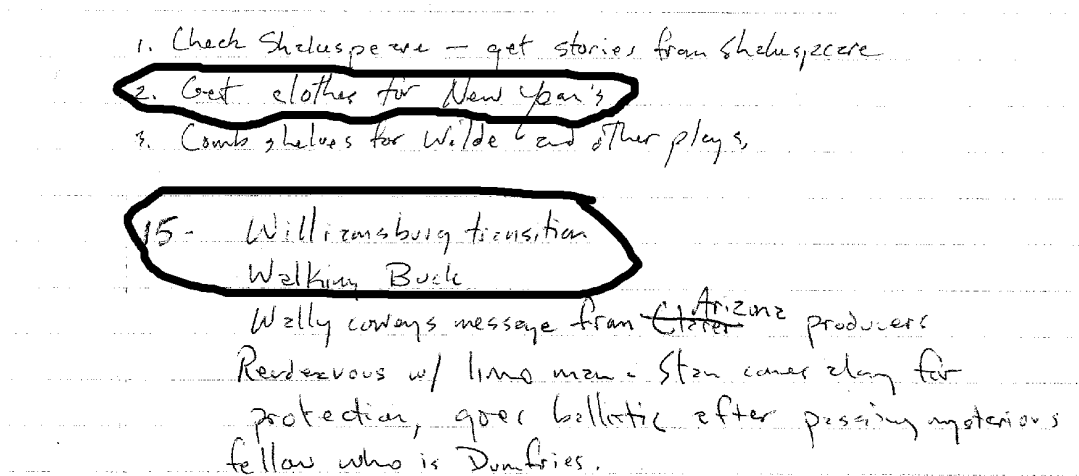 1. Check Shakespeare — get stories from Shakespeare
2. Get clothes for New Year's
3. Comb shelves for Wilde and other plays,
15- Williamsburg transition
Walking Buck
Wally conveys message from Arizona producers
Rendezvous w/ limo man - Stan comes along for
protection, goes ballistic after passing mysterious
fellow who is Dumfries.